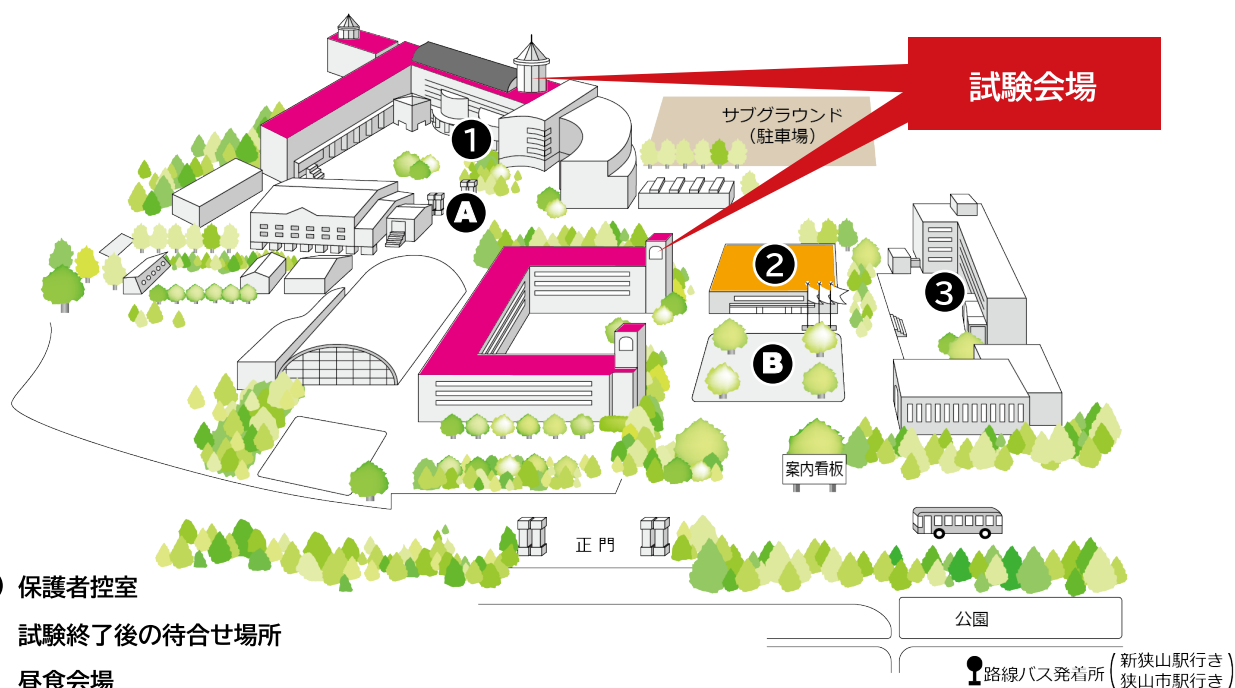 試験会場
サブグラウンド
（駐車場）
1
A
2
3
B
案内看板
正門
保護者控室
試験終了後の待合せ場所
昼食会場
公園
路線バス発着所（新狭山駅行き
狭山市駅行き）